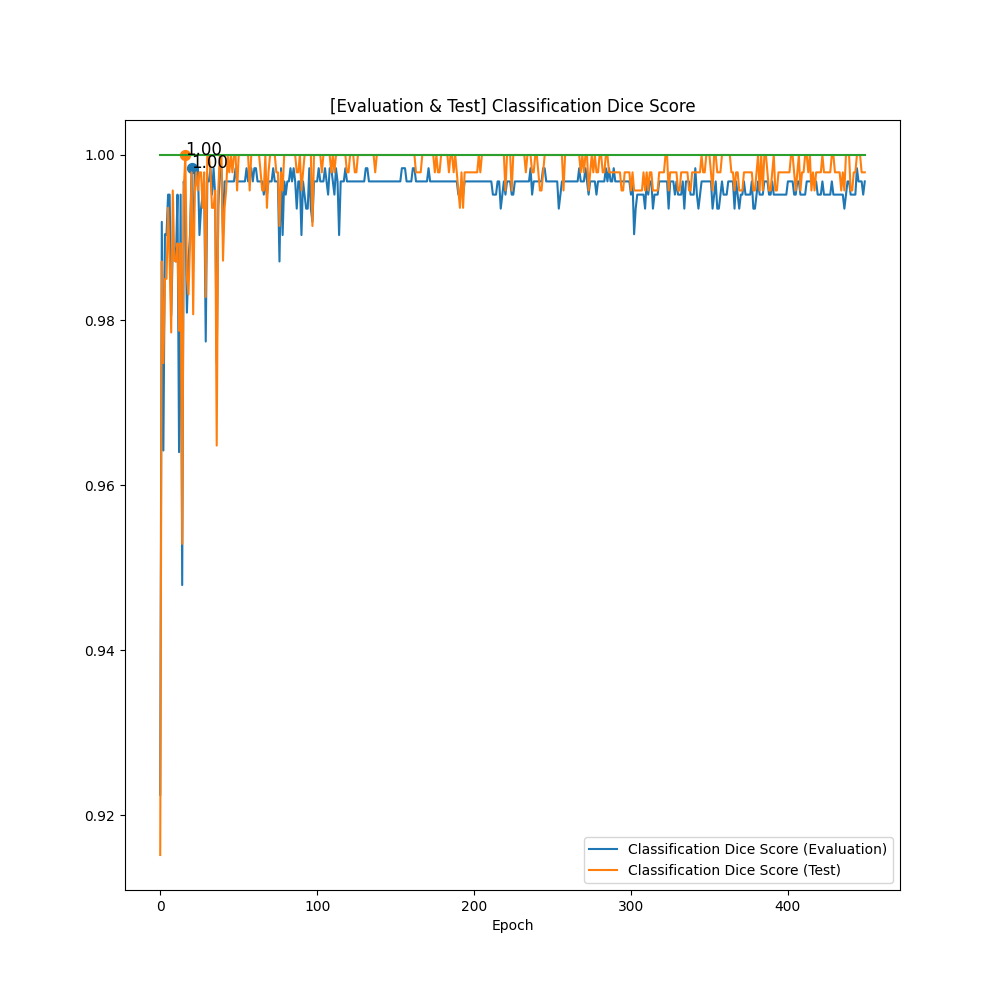 [Evaluation & Test] Classification Dice Score
1.00
1.00
1.00
0.98
0.96
0.94
0.92
Classification Dice Score (Evaluation)
Classification Dice Score (Test)
0 100 200 300 400
Epoch